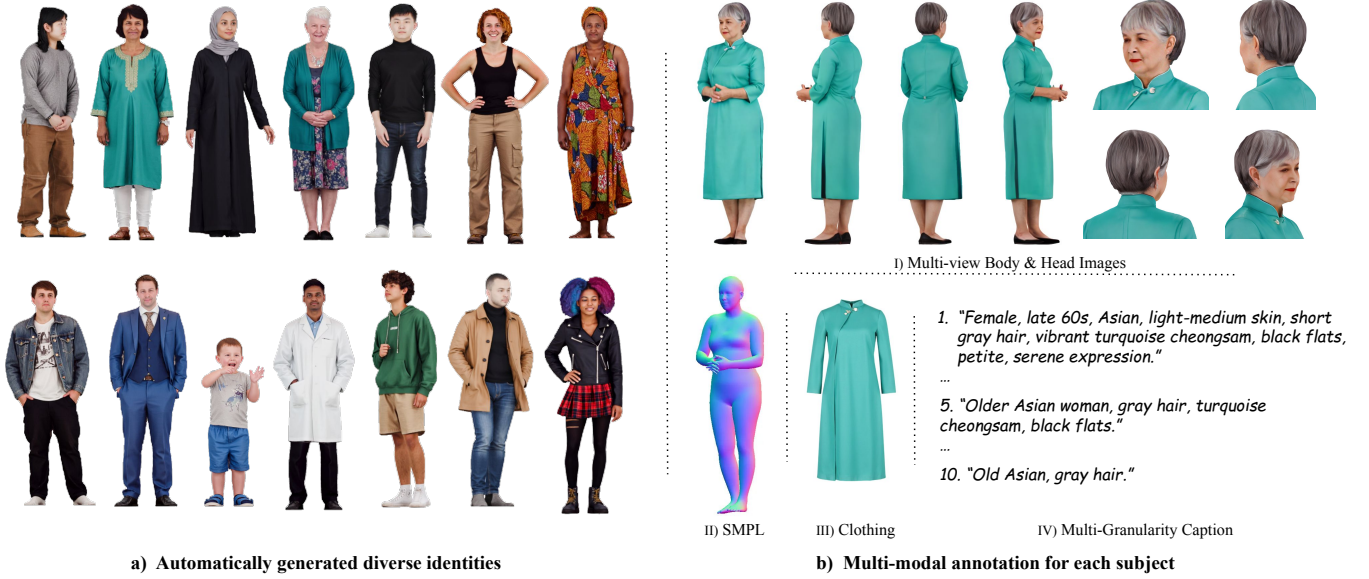 I) Multi-view Body & Head Images
1. “Female, late 60s, Asian, light-medium skin, short
gray hair, vibrant turquoise cheongsam, black flats,
petite, serene expression.”
...
5. “Older Asian woman, gray hair, turquoise
cheongsam, black flats.”
...
10. “Old Asian, gray hair.”
II) SMPL
III) Clothing
IV) Multi-Granularity Caption
a) Automatically generated diverse identities
b) Multi-modal annotation for each subject